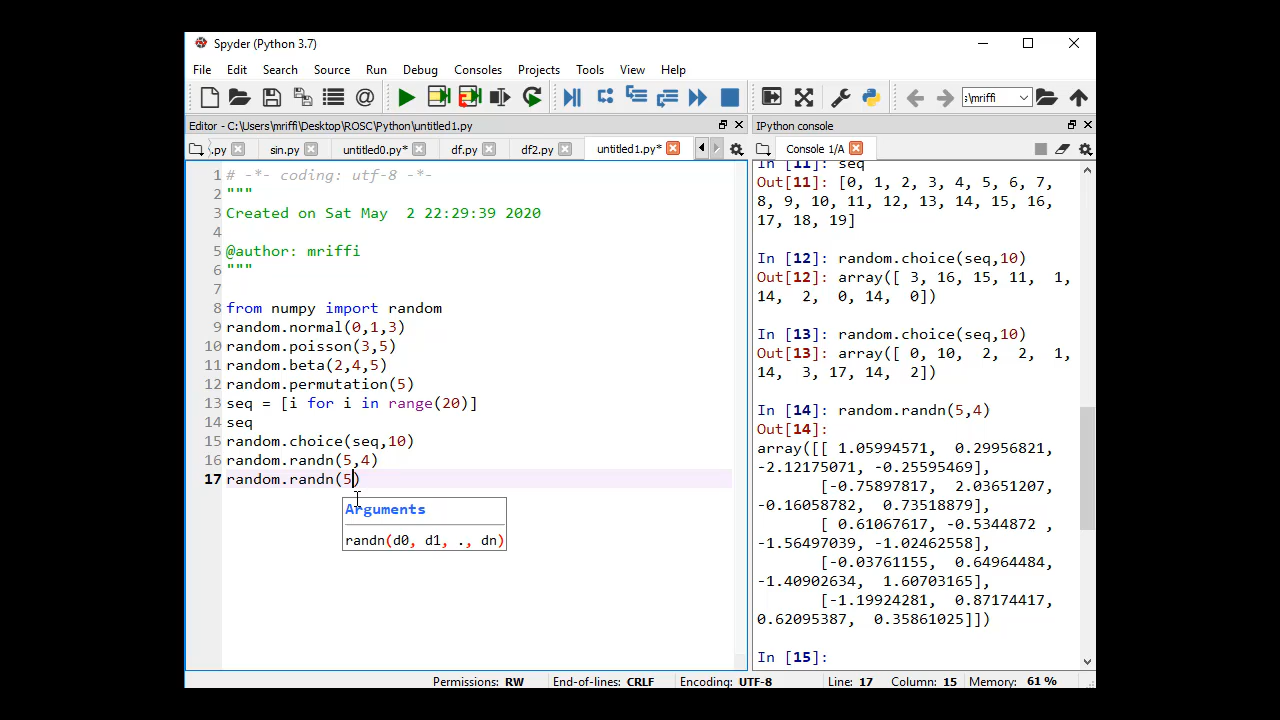 Spyder (Python 3.7)
File Edit Search Source Run Debug Consoles Projects Tools View Help
;\mriffi
Editor - C:\Users\mriffi\Desktop\ROSC\Python\untitled1.py
IPython console
.py sin.py untitled0.py* df.py df2.py untitled1.py*
Console 1/A
1 # -*- coding: utf-8 -*-
2 """
3 Created on Sat May  2 22:29:39 2020
4
5 @author: mriffi
6 """
7
8 from numpy import random
9 random.normal(0,1,3)
10 random.poisson(3,5)
11 random.beta(2,4,5)
12 random.permutation(5)
13 seq = [i for i in range(20)]
14 seq
15 random.choice(seq,10)
16 random.randn(5,4)
17 random.randn(5)
Arguments
randn(d0, d1, ., dn)
In [11]: seq
Out[11]: [0, 1, 2, 3, 4, 5, 6, 7,
8, 9, 10, 11, 12, 13, 14, 15, 16,
17, 18, 19]
In [12]: random.choice(seq,10)
Out[12]: array([ 3, 16, 15, 11,  1,
14,  2,  0, 14,  0])
In [13]: random.choice(seq,10)
Out[13]: array([ 0, 10,  2,  2,  1,
14,  3, 17, 14,  2])
In [14]: random.randn(5,4)
Out[14]:
array([[ 1.05994571,  0.29956821,
-2.12175071, -0.25595469],
[-0.75897817,  2.03651207,
-0.16058782,  0.73518879],
[ 0.61067617, -0.5344872 ,
-1.56497039, -1.02462558],
[-0.03761155,  0.64964484,
-1.40902634,  1.60703165],
[-1.19924281,  0.87174417,
0.62095387,  0.35861025]])
In [15]:
Permissions: RW End-of-lines: CRLF Encoding: UTF-8 Line: 17 Column: 15 Memory: 61 %